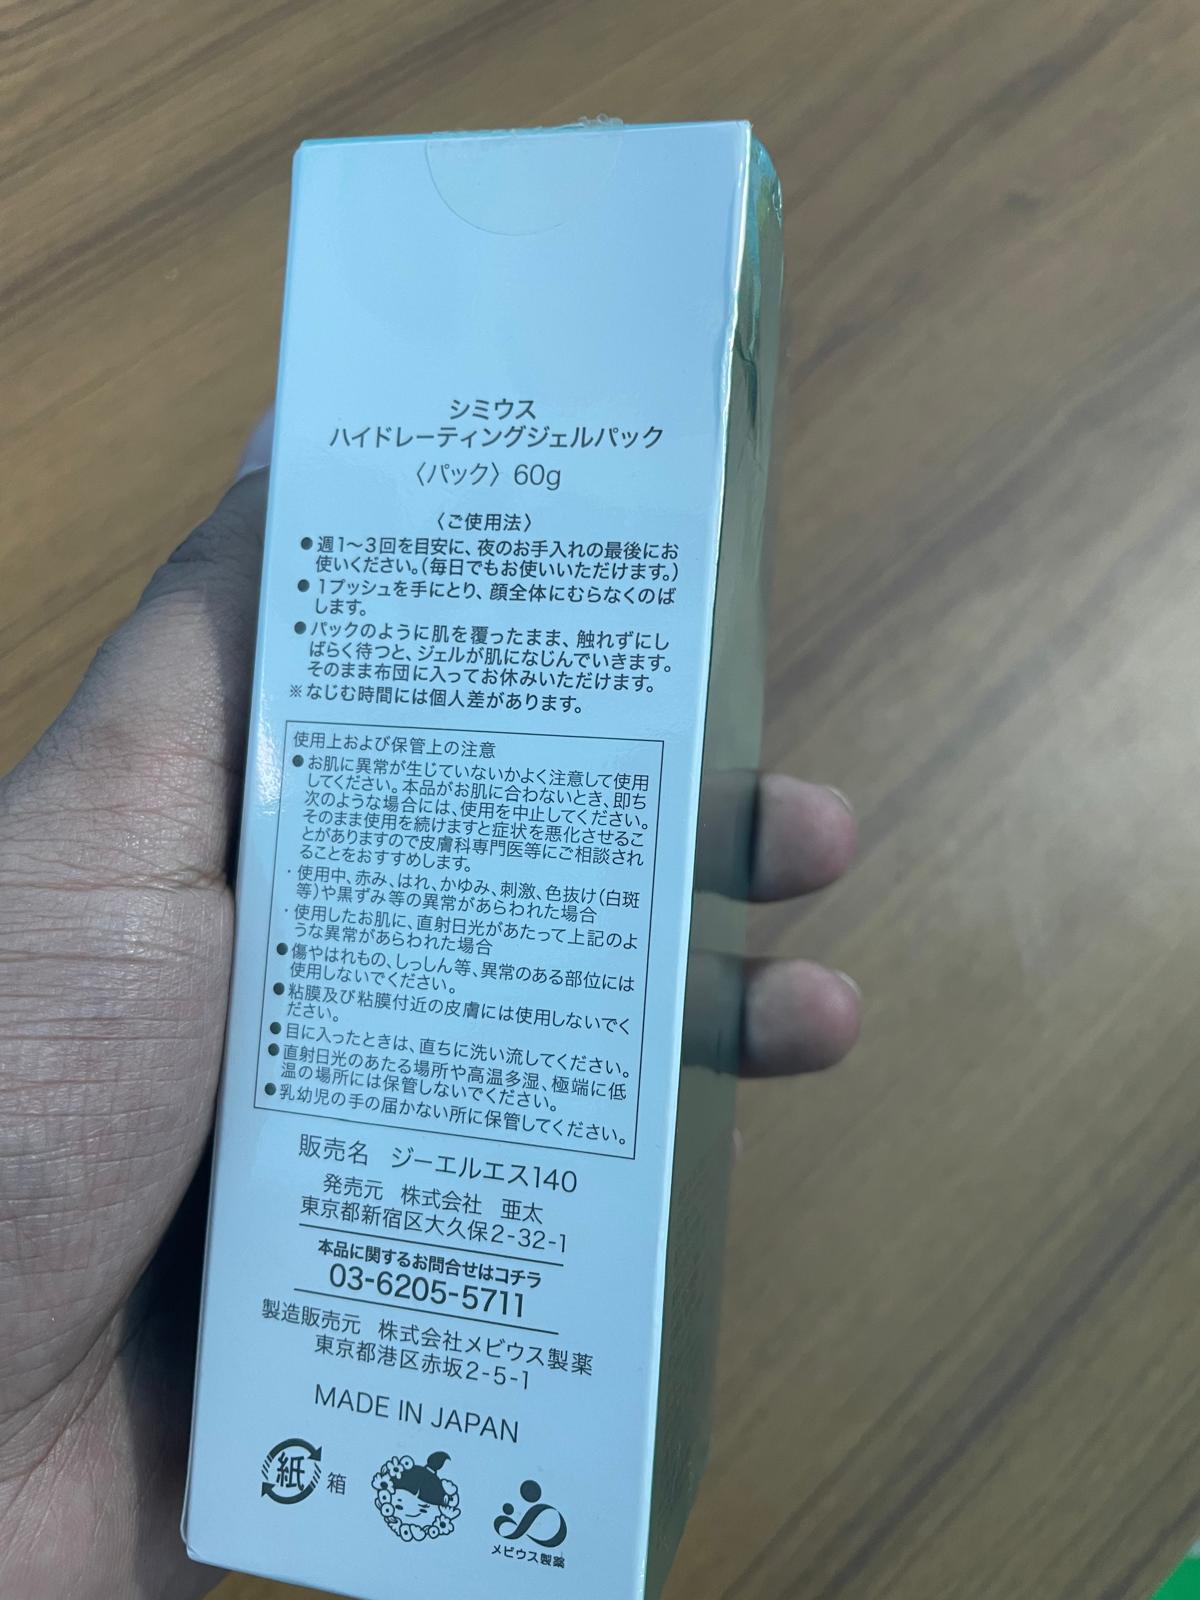 シミウス
ハイドレーティングジェルパック
〈パック〉60g
〈ご使用法〉
●週1〜3回を目安に、夜のお手入れの最後にお
使いください。(毎日でもお使いいただけます。)
●1プッシュを手にとり、顔全体にむらなくのば
します。
●パックのように肌を覆ったまま、触れずにし
ばらく待つと、ジェルが肌になじんでいきます。
そのまま布団に入ってお休みいただけます。
※なじむ時間には個人差があります。
使用上および保管上の注意
●お肌に異常が生じていないかよく注意して使用
してください。本品がお肌に合わないとき、即ち
次のような場合には、使用を中止してください。
そのまま使用を続けますと症状を悪化させるこ
とがありますので皮膚科専門医等にご相談され
ることをおすすめします。
・使用中、赤み、はれ、かゆみ、刺激、色抜け(白斑
等)や黒ずみ等の異常があらわれた場合
・使用したお肌に、直射日光があたって上記のよ
うな異常があらわれた場合
●傷やはれもの、しっしん等、異常のある部位には
使用しないでください。
●粘膜及び粘膜付近の皮膚には使用しないでく
ださい。
●目に入ったときは、直ちに洗い流してください。
●直射日光のあたる場所や高温多湿、極端に低
温の場所には保管しないでください。
●乳幼児の手の届かない所に保管してください。
販売名 ジーエルエス140
発売元 株式会社 亜太
東京都新宿区大久保2-32-1
本品に関するお問合せはコチラ
03-6205-5711
製造販売元 株式会社メビウス製薬
東京都港区赤坂2-5-1
MADE IN JAPAN
紙 箱
メビウス製薬